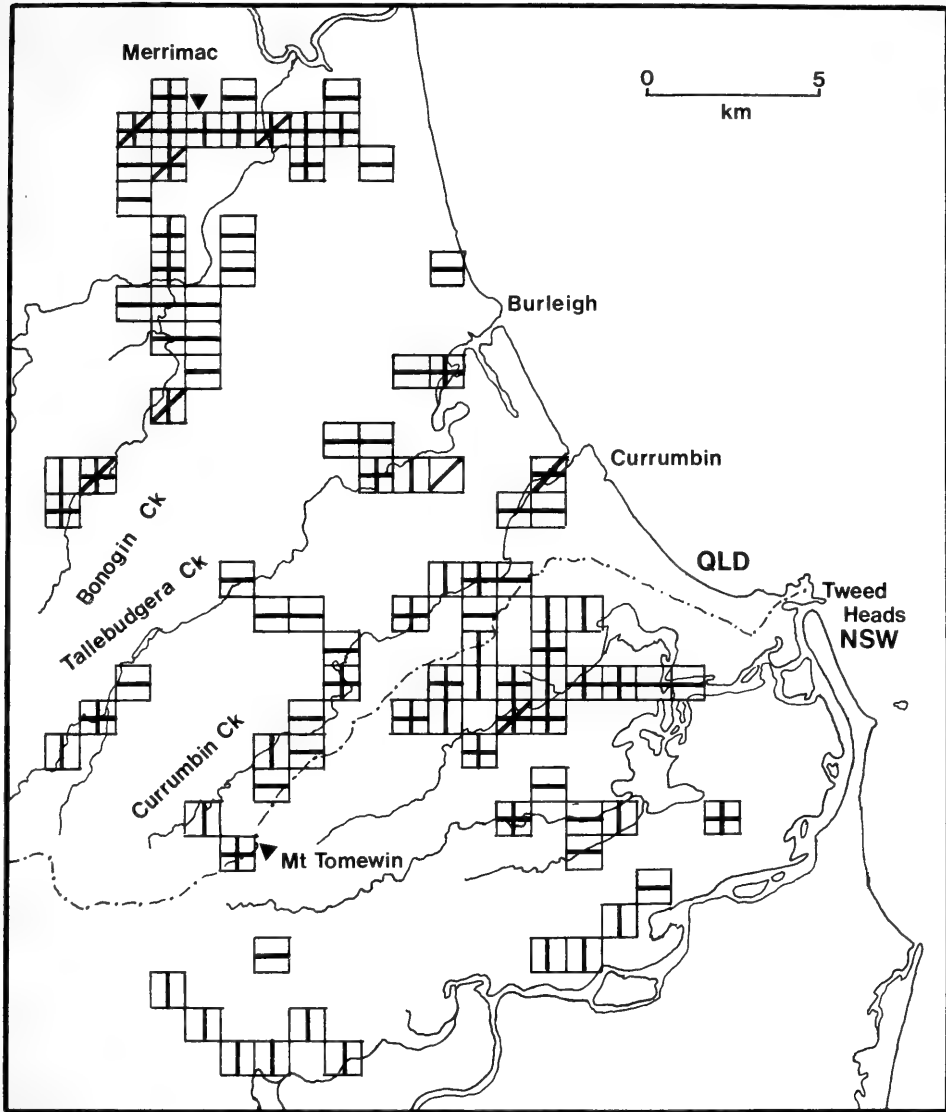 Merrimac
0 5
km
Burleigh
Currumbin
Bonogin Ck
QLD
Tallebudgera Ck
Tweed
Heads
NSW
Currumbin Ck
Mt Tomewin